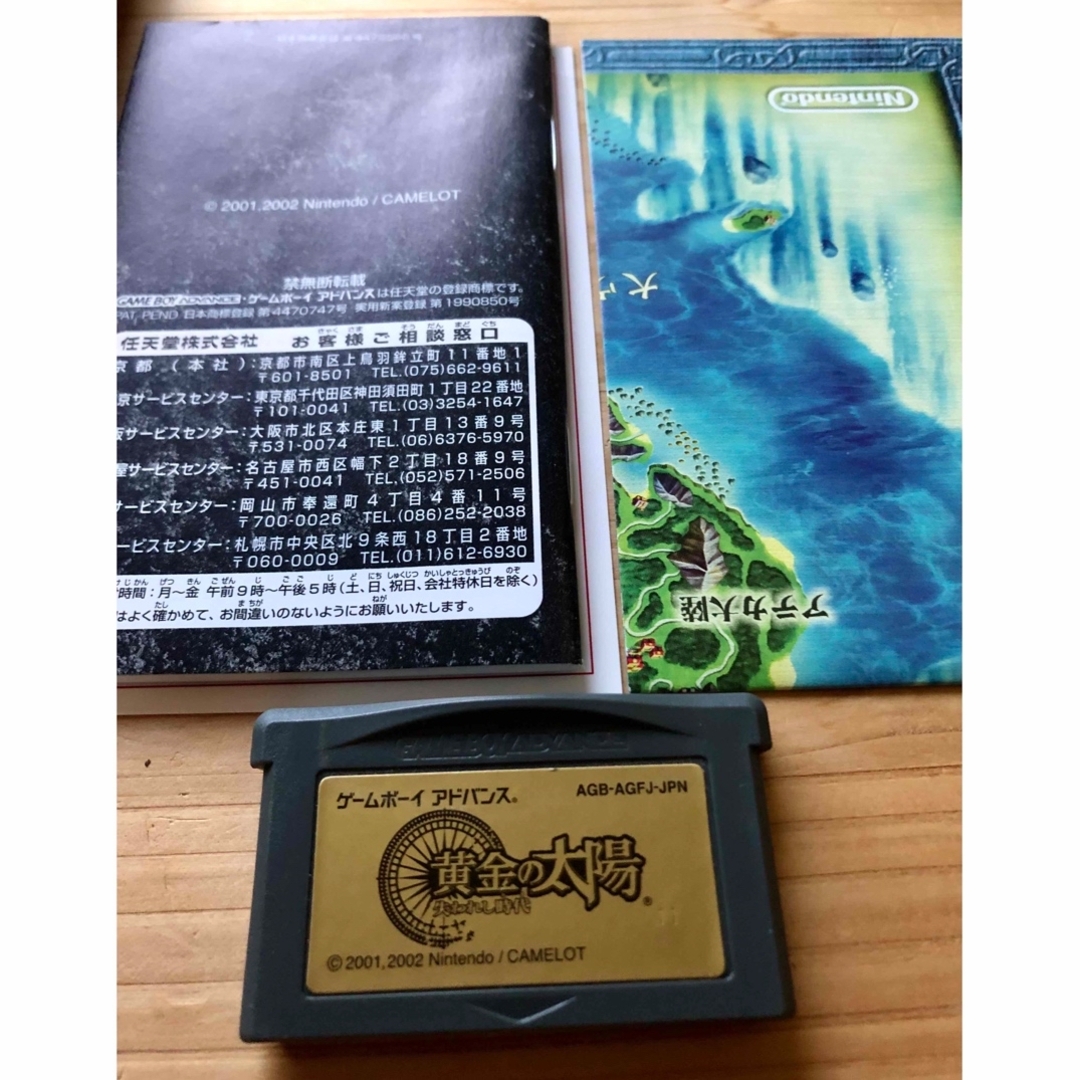 © 2001,2002 Nintendo / CAMELOT
禁無断転載
GAME BOY ADVANCE・ゲームボーイ アドバンスは任天堂の登録商標です。
PAT. PEND. 日本商標登録 第4470747号 実用新案登録 第1990850号
任天堂株式会社 お客様ご相談窓口
京都(本社):京都市南区上鳥羽鉾立町11番地1
〒601-8501 TEL.(075)662-9611
京サービスセンター:東京都千代田区神田須田町1丁目22番地
〒101-0041 TEL.(03)3254-1647
サービスセンター:大阪市北区本庄東1丁目13番9号
〒531-0074 TEL.(06)6376-5970
屋サービスセンター:名古屋市西区幅下2丁目18番9号
〒451-0041 TEL.(052)571-2506
サービスセンター:岡山市奉還町4丁目4番11号
〒700-0026 TEL.(086)252-2038
ービスセンター:札幌市中央区北9条西18丁目2番地
〒060-0009 TEL.(011)612-6930
時間:月~金 午前9時~午後5時(土、日、祝日、会社特休日を除く)
はよく確かめて、お間違いのないようにお願いいたします。
Nintendo
大
アテカ大陸
GAME BOY ADVANCE
ゲームボーイ アドバンス®
AGB-AGFJ-JPN
黄金の太陽®
失われし時代
© 2001,2002 Nintendo / CAMELOT